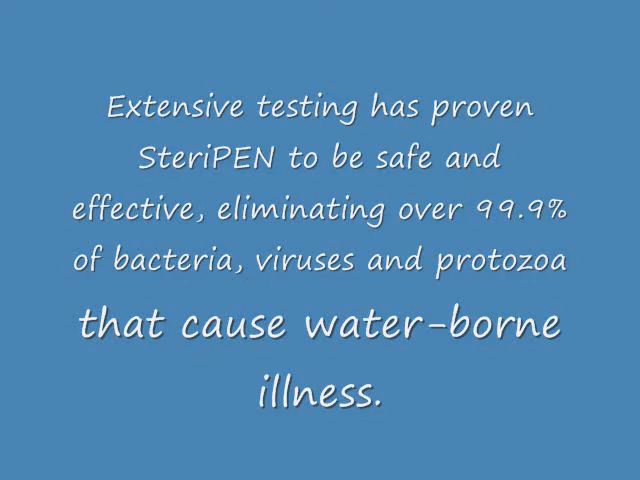 Extensive testing has proven
SteriPEN to be safe and
effective, eliminating over 99.9%
of bacteria, viruses and protozoa
that cause water-borne
illness.